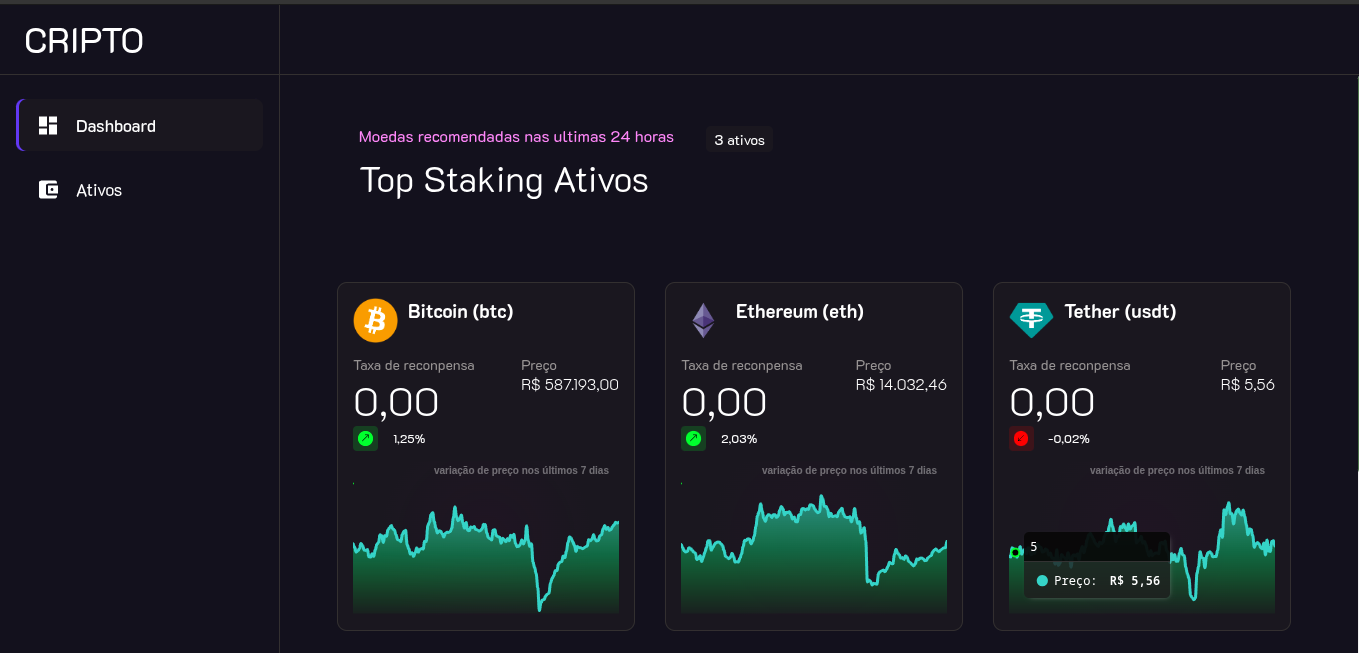 CRIPTO
Dashboard
Ativos
Moedas recomendadas nas ultimas 24 horas
3 ativos
Top Staking Ativos
Bitcoin (btc)
Taxa de reconpensa
Preço
R$ 587.193,00
0,00
1,25%
variação de preço nos últimos 7 dias
Ethereum (eth)
Taxa de reconpensa
Preço
R$ 14.032,46
0,00
2,03%
variação de preço nos últimos 7 dias
Tether (usdt)
Taxa de reconpensa
Preço
R$ 5,56
0,00
-0,02%
variação de preço nos últimos 7 dias
5
Preço: R$ 5,56